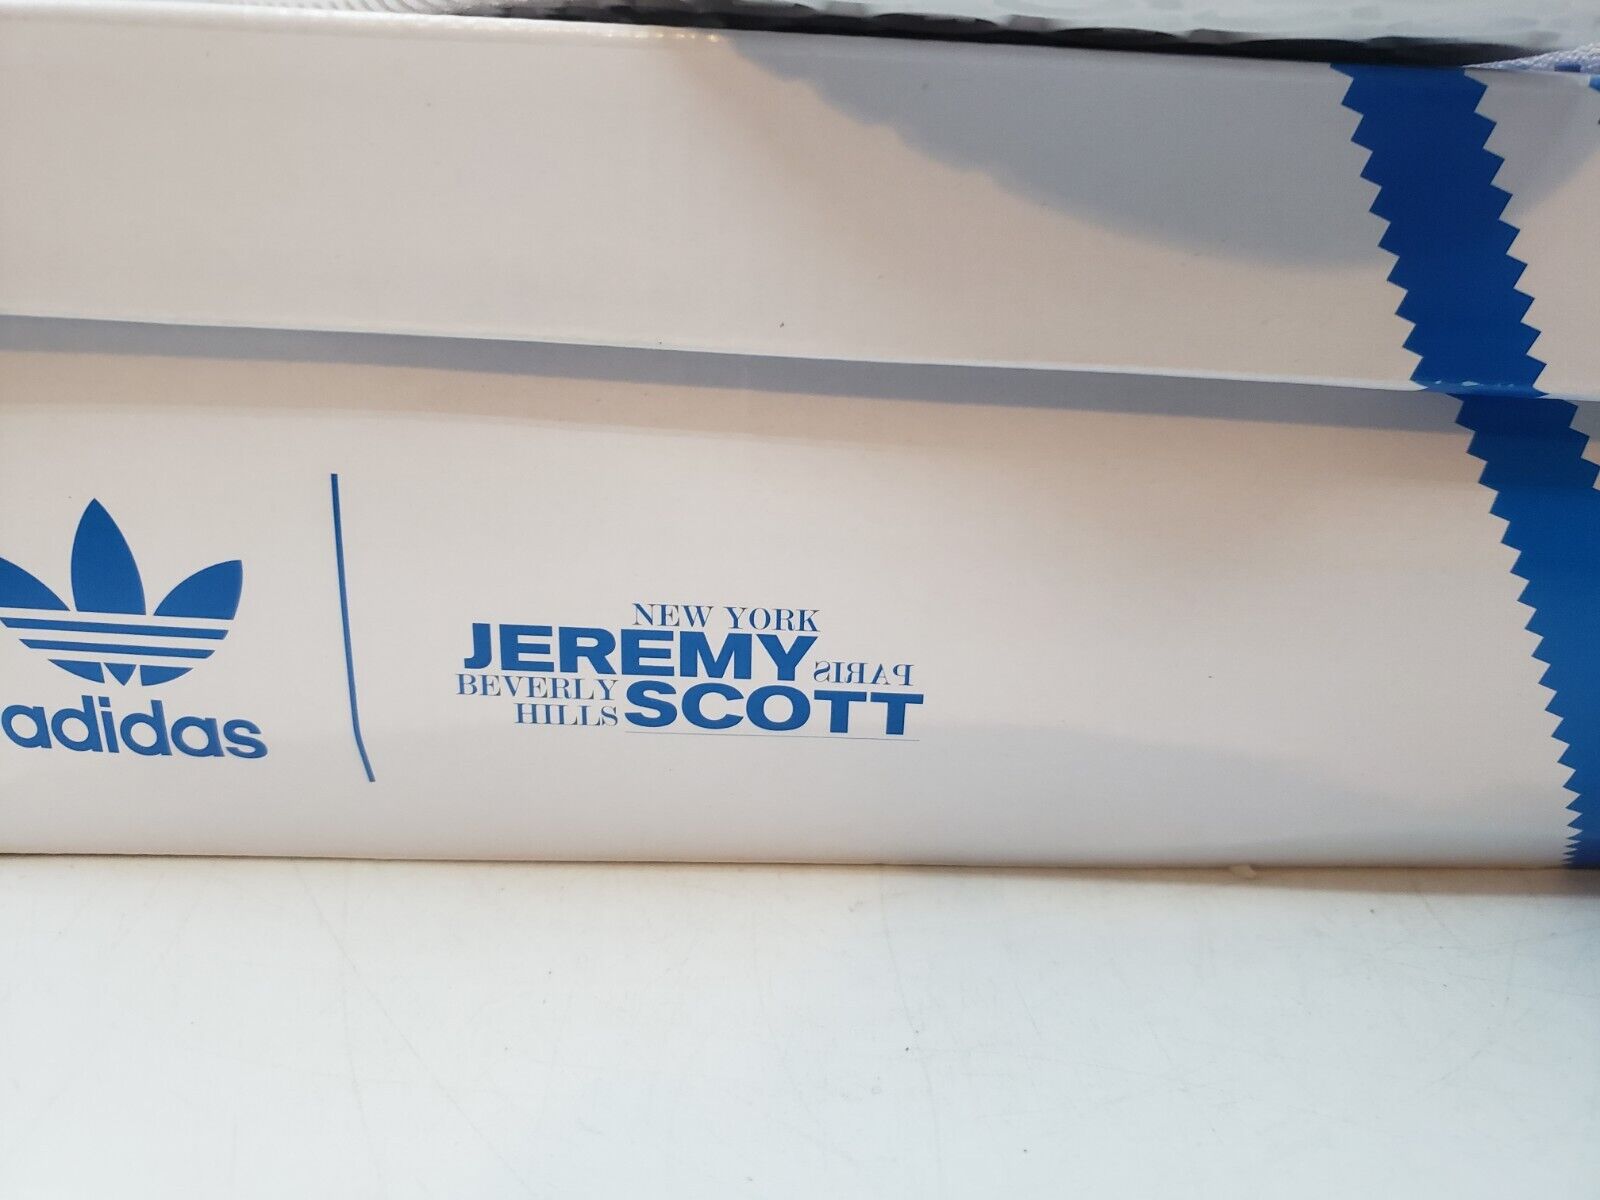 adidas
NEW YORK
JEREMY PARIS
BEVERLY
HILLS SCOTT